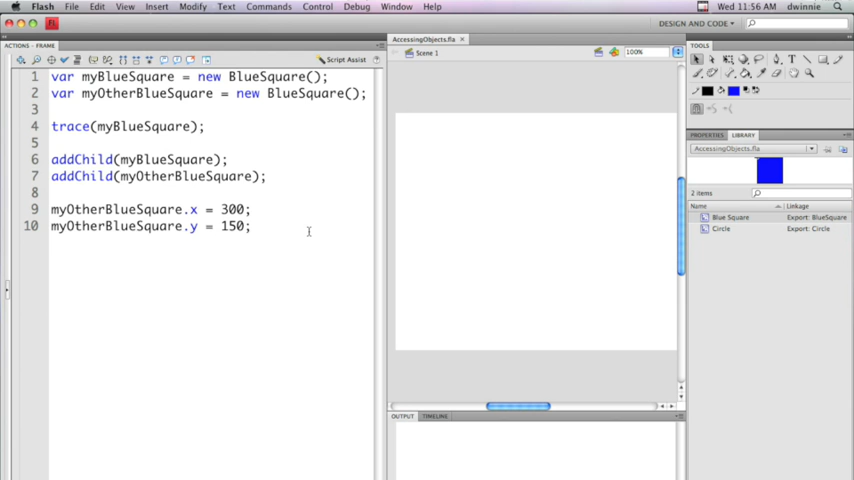 Flash File Edit View Insert Modify Text Commands Control Debug Window Help Wed 11:56 AM dwinnie
FL DESIGN AND CODE
ACTIONS - FRAME
Script Assist
1 var myBlueSquare = new BlueSquare();
2 var myOtherBlueSquare = new BlueSquare();
3
4 trace(myBlueSquare);
5
6 addChild(myBlueSquare);
7 addChild(myOtherBlueSquare);
8
9 myOtherBlueSquare.x = 300;
10 myOtherBlueSquare.y = 150;
AccessingObjects.fla
Scene 1 100%
OUTPUT TIMELINE
TOOLS
PROPERTIES LIBRARY
AccessingObjects.fla
2 items
Name Linkage
Blue Square Export: BlueSquare
Circle Export: Circle